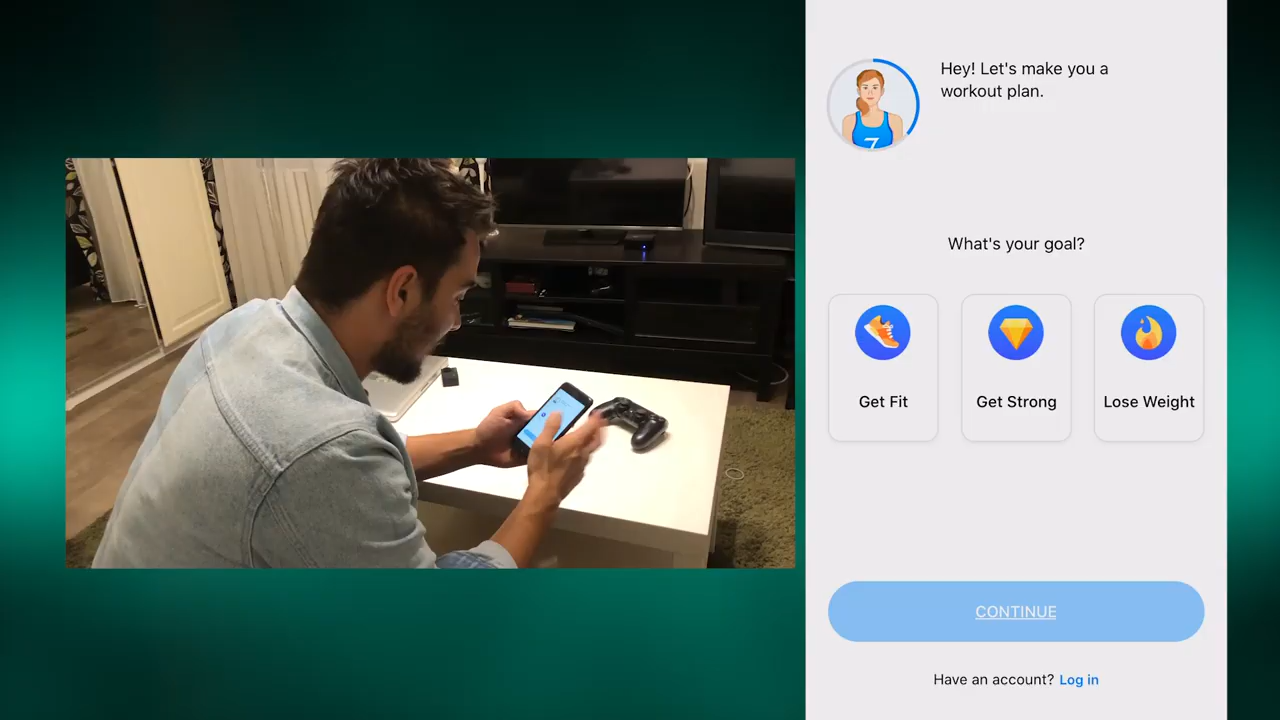 Hey! Let's make you a
workout plan.
7
What's your goal?
Get Fit
Get Strong
Lose Weight
CONTINUE
Have an account? Log in